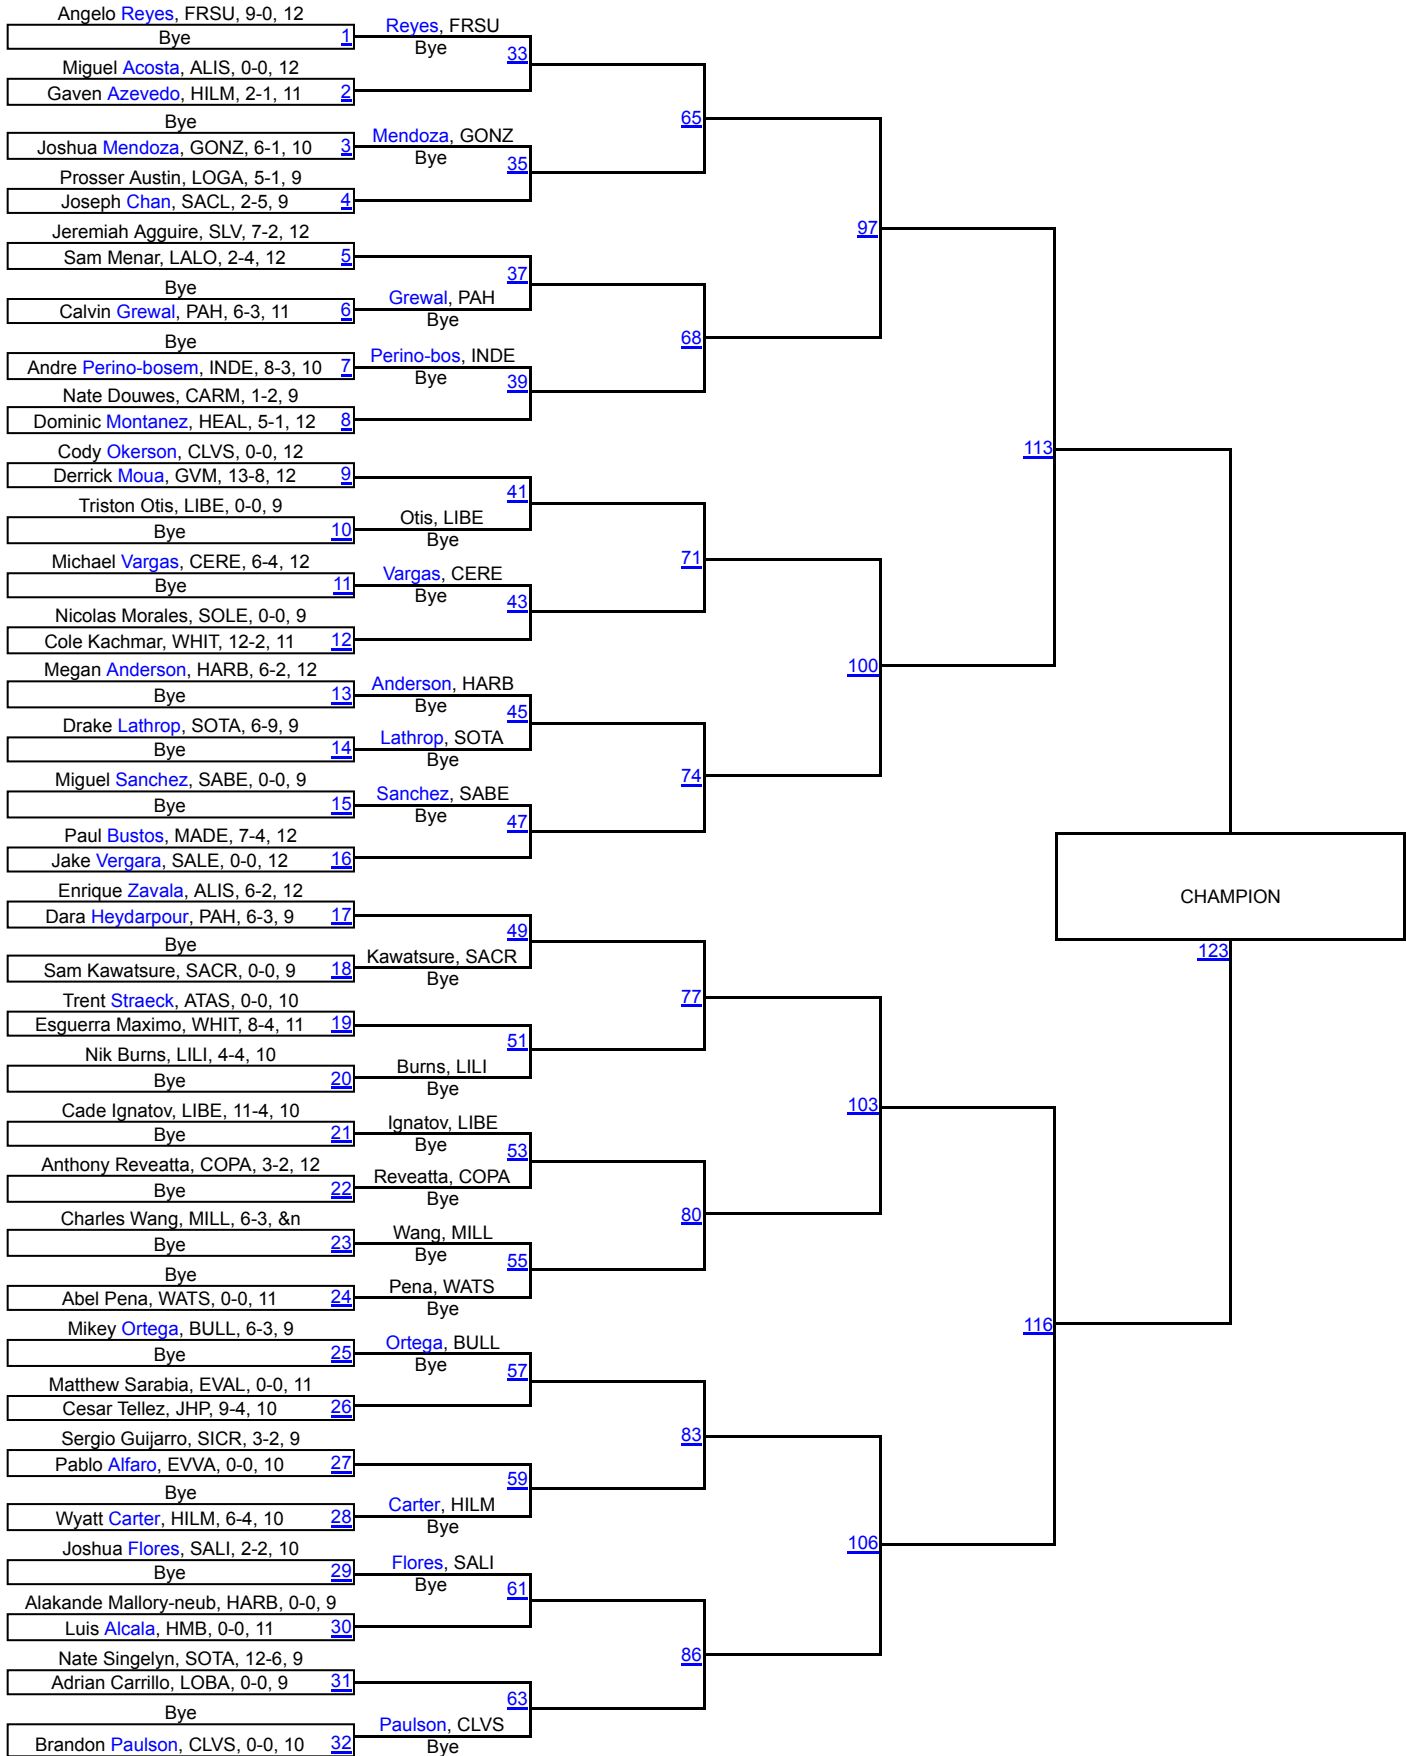 Angelo Reyes, FRSU, 9-0, 12
Bye 1
Miguel Acosta, ALIS, 0-0, 12
Gaven Azevedo, HILM, 2-1, 11 2
Bye
Joshua Mendoza, GONZ, 6-1, 10 3
Prosser Austin, LOGA, 5-1, 9
Joseph Chan, SACL, 2-5, 9 4
Jeremiah Agguire, SLV, 7-2, 12
Sam Menar, LALO, 2-4, 12 5
Bye
Calvin Grewal, PAH, 6-3, 11 6
Bye
Andre Perino-bosem, INDE, 8-3, 10 7
Nate Douwes, CARM, 1-2, 9
Dominic Montanez, HEAL, 5-1, 12 8
Cody Okerson, CLVS, 0-0, 12
Derrick Moua, GVM, 13-8, 12 9
Triston Otis, LIBE, 0-0, 9
Bye 10
Michael Vargas, CERE, 6-4, 12
Bye 11
Nicolas Morales, SOLE, 0-0, 9
Cole Kachmar, WHIT, 12-2, 11 12
Megan Anderson, HARB, 6-2, 12
Bye 13
Drake Lathrop, SOTA, 6-9, 9
Bye 14
Miguel Sanchez, SABE, 0-0, 9
Bye 15
Paul Bustos, MADE, 7-4, 12
Jake Vergara, SALE, 0-0, 12 16
Enrique Zavala, ALIS, 6-2, 12
Dara Heydarpour, PAH, 6-3, 9 17
Bye
Sam Kawatsure, SACR, 0-0, 9 18
Trent Straeck, ATAS, 0-0, 10
Esguerra Maximo, WHIT, 8-4, 11 19
Nik Burns, LILI, 4-4, 10
Bye 20
Cade Ignatov, LIBE, 11-4, 10
Bye 21
Anthony Reveatta, COPA, 3-2, 12
Bye 22
Charles Wang, MILL, 6-3, &n
Bye 23
Bye
Abel Pena, WATS, 0-0, 11 24
Mikey Ortega, BULL, 6-3, 9
Bye 25
Matthew Sarabia, EVAL, 0-0, 11
Cesar Tellez, JHP, 9-4, 10 26
Sergio Guijarro, SICR, 3-2, 9
Pablo Alfaro, EVVA, 0-0, 10 27
Bye
Wyatt Carter, HILM, 6-4, 10 28
Joshua Flores, SALI, 2-2, 10
Bye 29
Alakande Mallory-neub, HARB, 0-0, 9
Luis Alcala, HMB, 0-0, 11 30
Nate Singelyn, SOTA, 12-6, 9
Adrian Carrillo, LOBA, 0-0, 9 31
Bye
Brandon Paulson, CLVS, 0-0, 10 32
Reyes, FRSU
Bye
33
Mendoza, GONZ
Bye
35
37
Grewal, PAH
Bye
Perino-bos, INDE
Bye
39
41
Otis, LIBE
Bye
Vargas, CERE
Bye
43
Anderson, HARB
Bye
45
Lathrop, SOTA
Bye
Sanchez, SABE
Bye
47
49
Kawatsure, SACR
Bye
51
Burns, LILI
Bye
Ignatov, LIBE
Bye
53
Reveatta, COPA
Bye
Wang, MILL
Bye
55
Pena, WATS
Bye
Ortega, BULL
Bye
57
59
Carter, HILM
Bye
Flores, SALI
Bye
61
63
Paulson, CLVS
Bye
65
68
71
74
77
80
83
86
97
100
103
106
113
116
CHAMPION
123